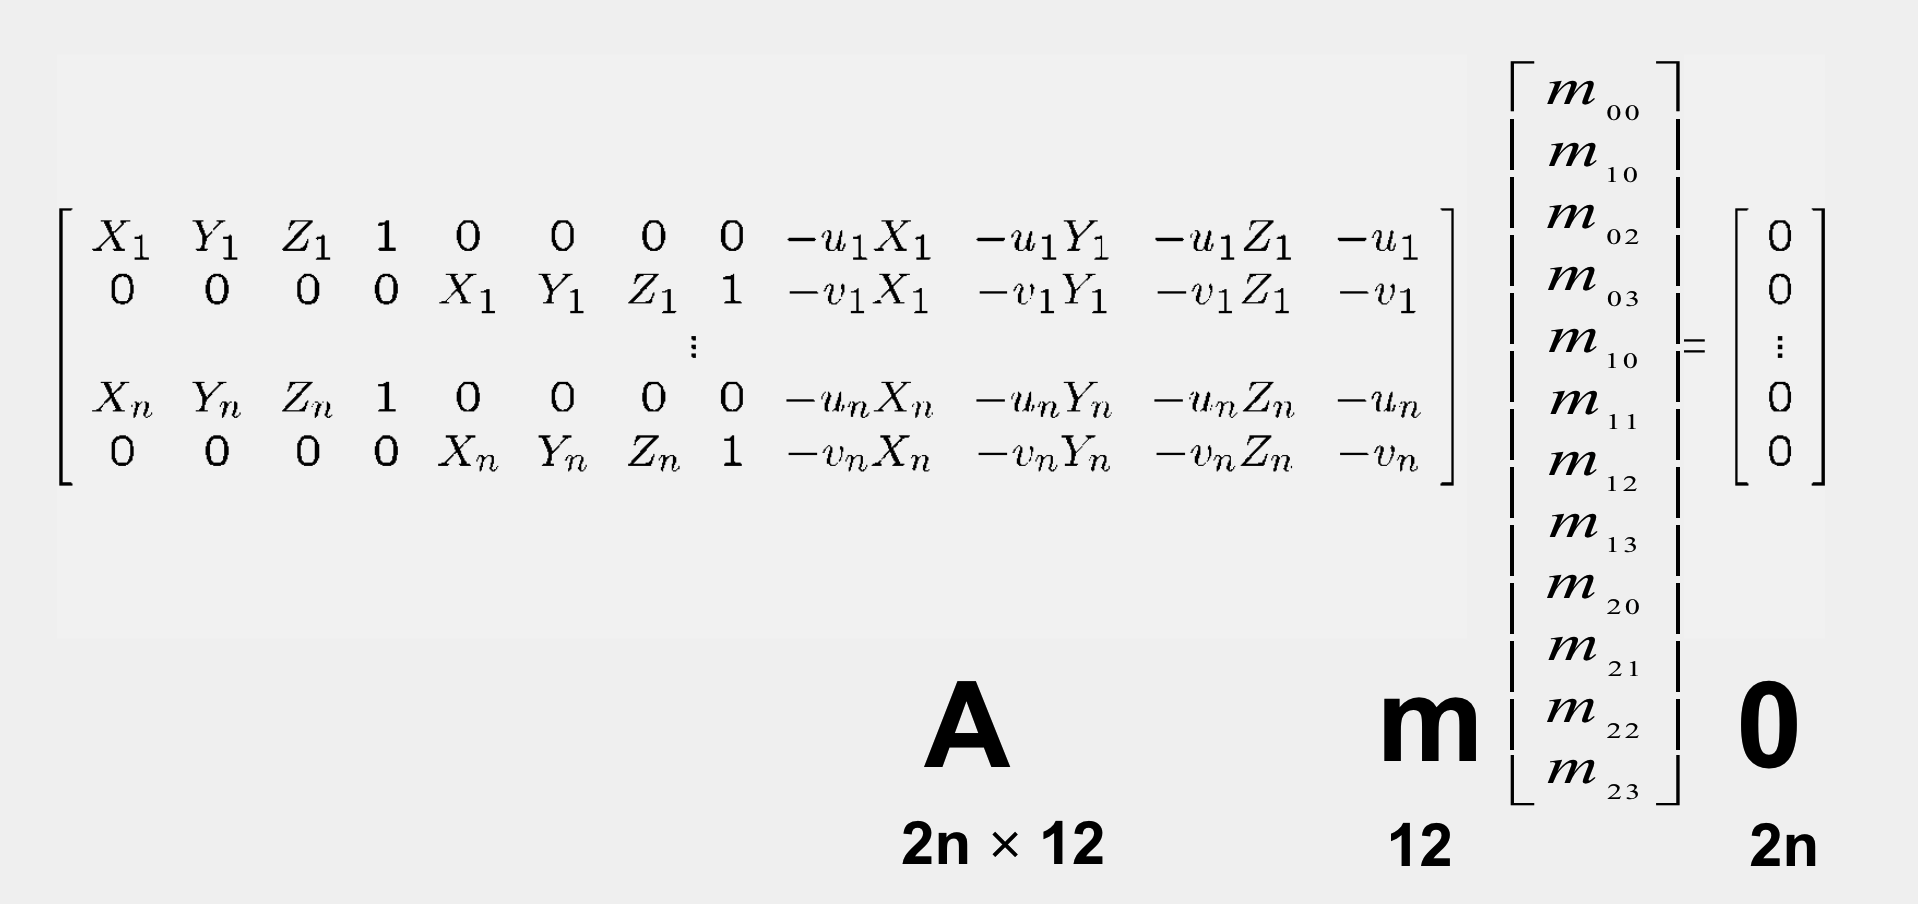 X₁ Y₁ Z₁ 1 0 0 0 0 −u₁X₁ −u₁Y₁ −u₁Z₁ −u₁
0 0 0 0 X₁ Y₁ Z₁ 1 −v₁X₁ −v₁Y₁ −v₁Z₁ −v₁
⋮
Xₙ Yₙ Zₙ 1 0 0 0 0 −uₙXₙ −uₙYₙ −uₙZₙ −uₙ
0 0 0 0 Xₙ Yₙ Zₙ 1 −vₙXₙ −vₙYₙ −vₙZₙ −vₙ
m₀₀
m₁₀
m₀₂
m₀₃
m₁₀
m₁₁
m₁₂
m₁₃
m₂₀
m₂₁
m₂₂
m₂₃
=
0
0
⋮
0
0
A m 0
2n × 12 12 2n